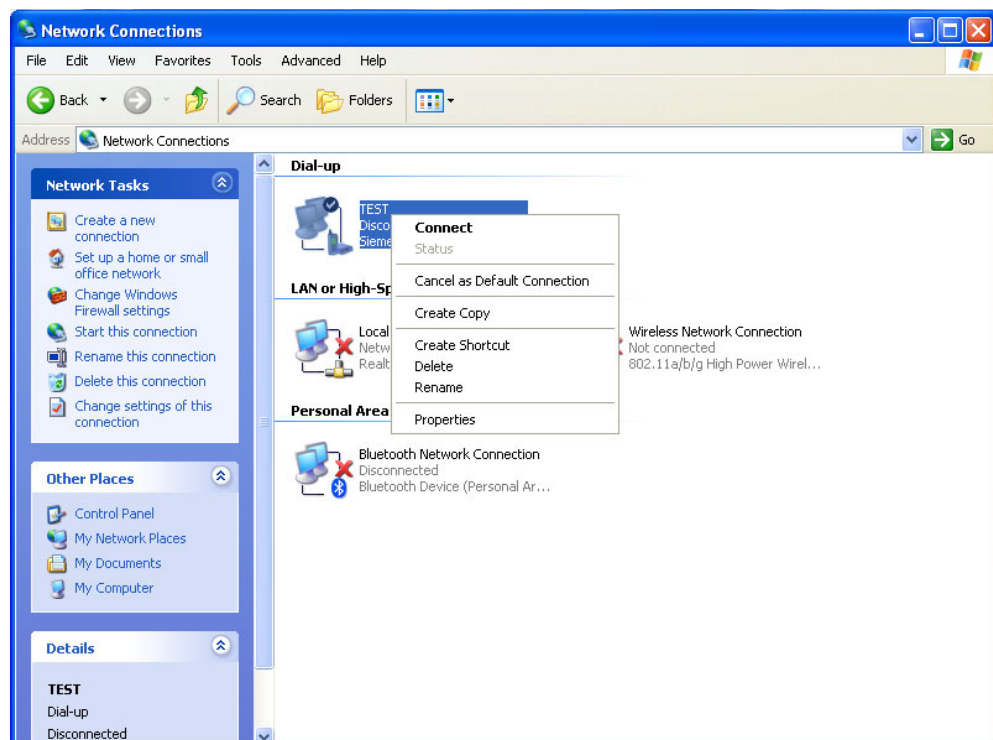 Network Connections
File Edit View Favorites Tools Advanced Help
Back Search Folders
Address Network Connections Go
Network Tasks
Create a new
connection
Set up a home or small
office network
Change Windows
Firewall settings
Start this connection
Rename this connection
Delete this connection
Change settings of this
connection
Other Places
Control Panel
My Network Places
My Documents
My Computer
Details
TEST
Dial-up
Disconnected
Dial-up
TEST
Disco
Sieme
Connect
Status
Cancel as Default Connection
Create Copy
Create Shortcut
Delete
Rename
Properties
LAN or High-Sp
Local
Netw
Realt
Wireless Network Connection
Not connected
802.11a/b/g High Power Wirel...
Personal Area
Bluetooth Network Connection
Disconnected
Bluetooth Device (Personal Ar...